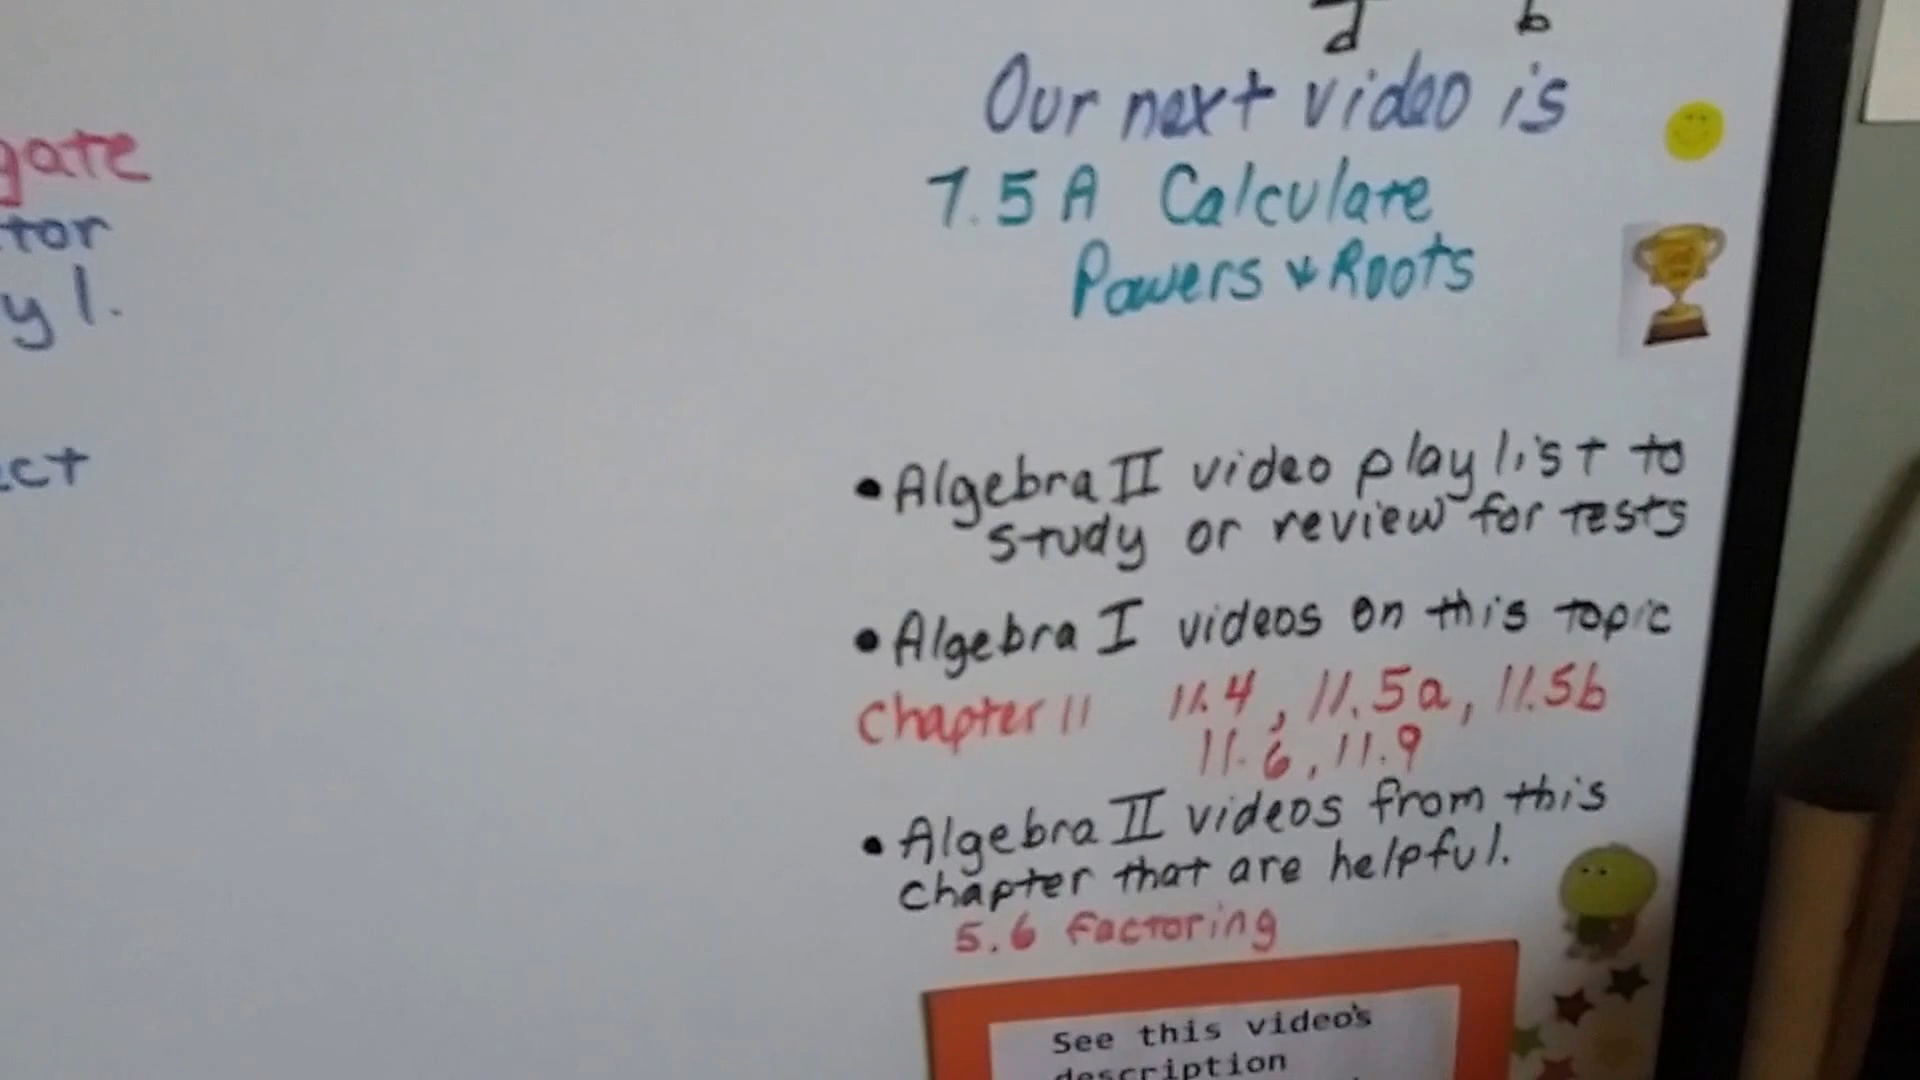 d b
Our next video is
7.5A Calculate
Powers & Roots
gate
tor
y 1.
ct
• Algebra II video playlist to
study or review for tests
• Algebra I videos on this topic
Chapter 11 11.4, 11.5a, 11.5b
11.6, 11.9
• Algebra II videos from this
chapter that are helpful.
5.6 Factoring
See this video's
description